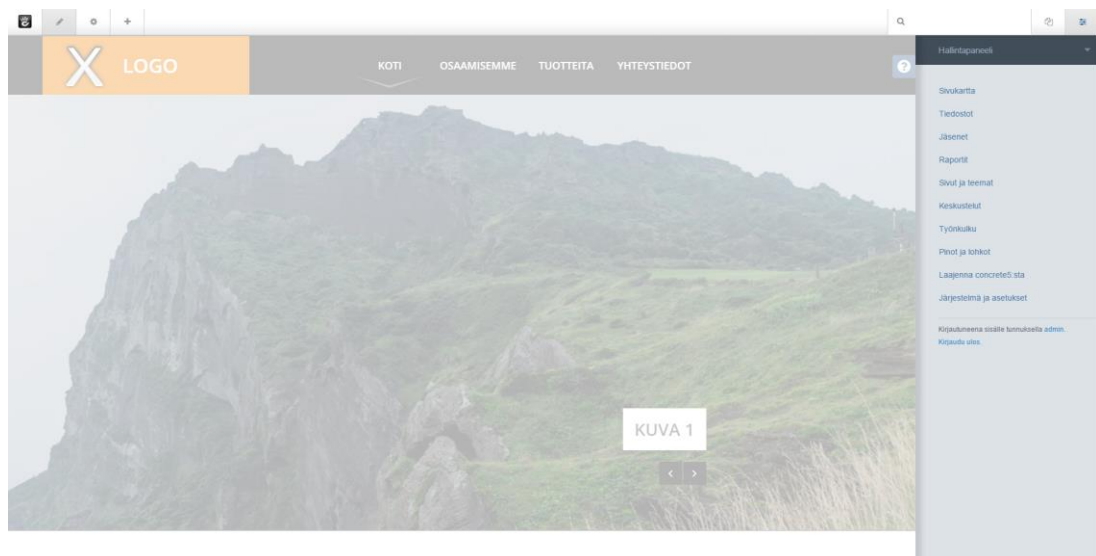 X LOGO
KOTI OSAAMISEMME TUOTTEITA YHTEYSTIEDOT
?
KUVA 1
Hallintapaneeli
Sivukartta
Tiedostot
Jäsenet
Raportit
Sivut ja teemat
Keskustelut
Työnkulku
Pinot ja lohkot
Laajenna concrete5:sta
Järjestelmä ja asetukset
Kirjautuneena sisälle tunnuksella admin.
Kirjaudu ulos.